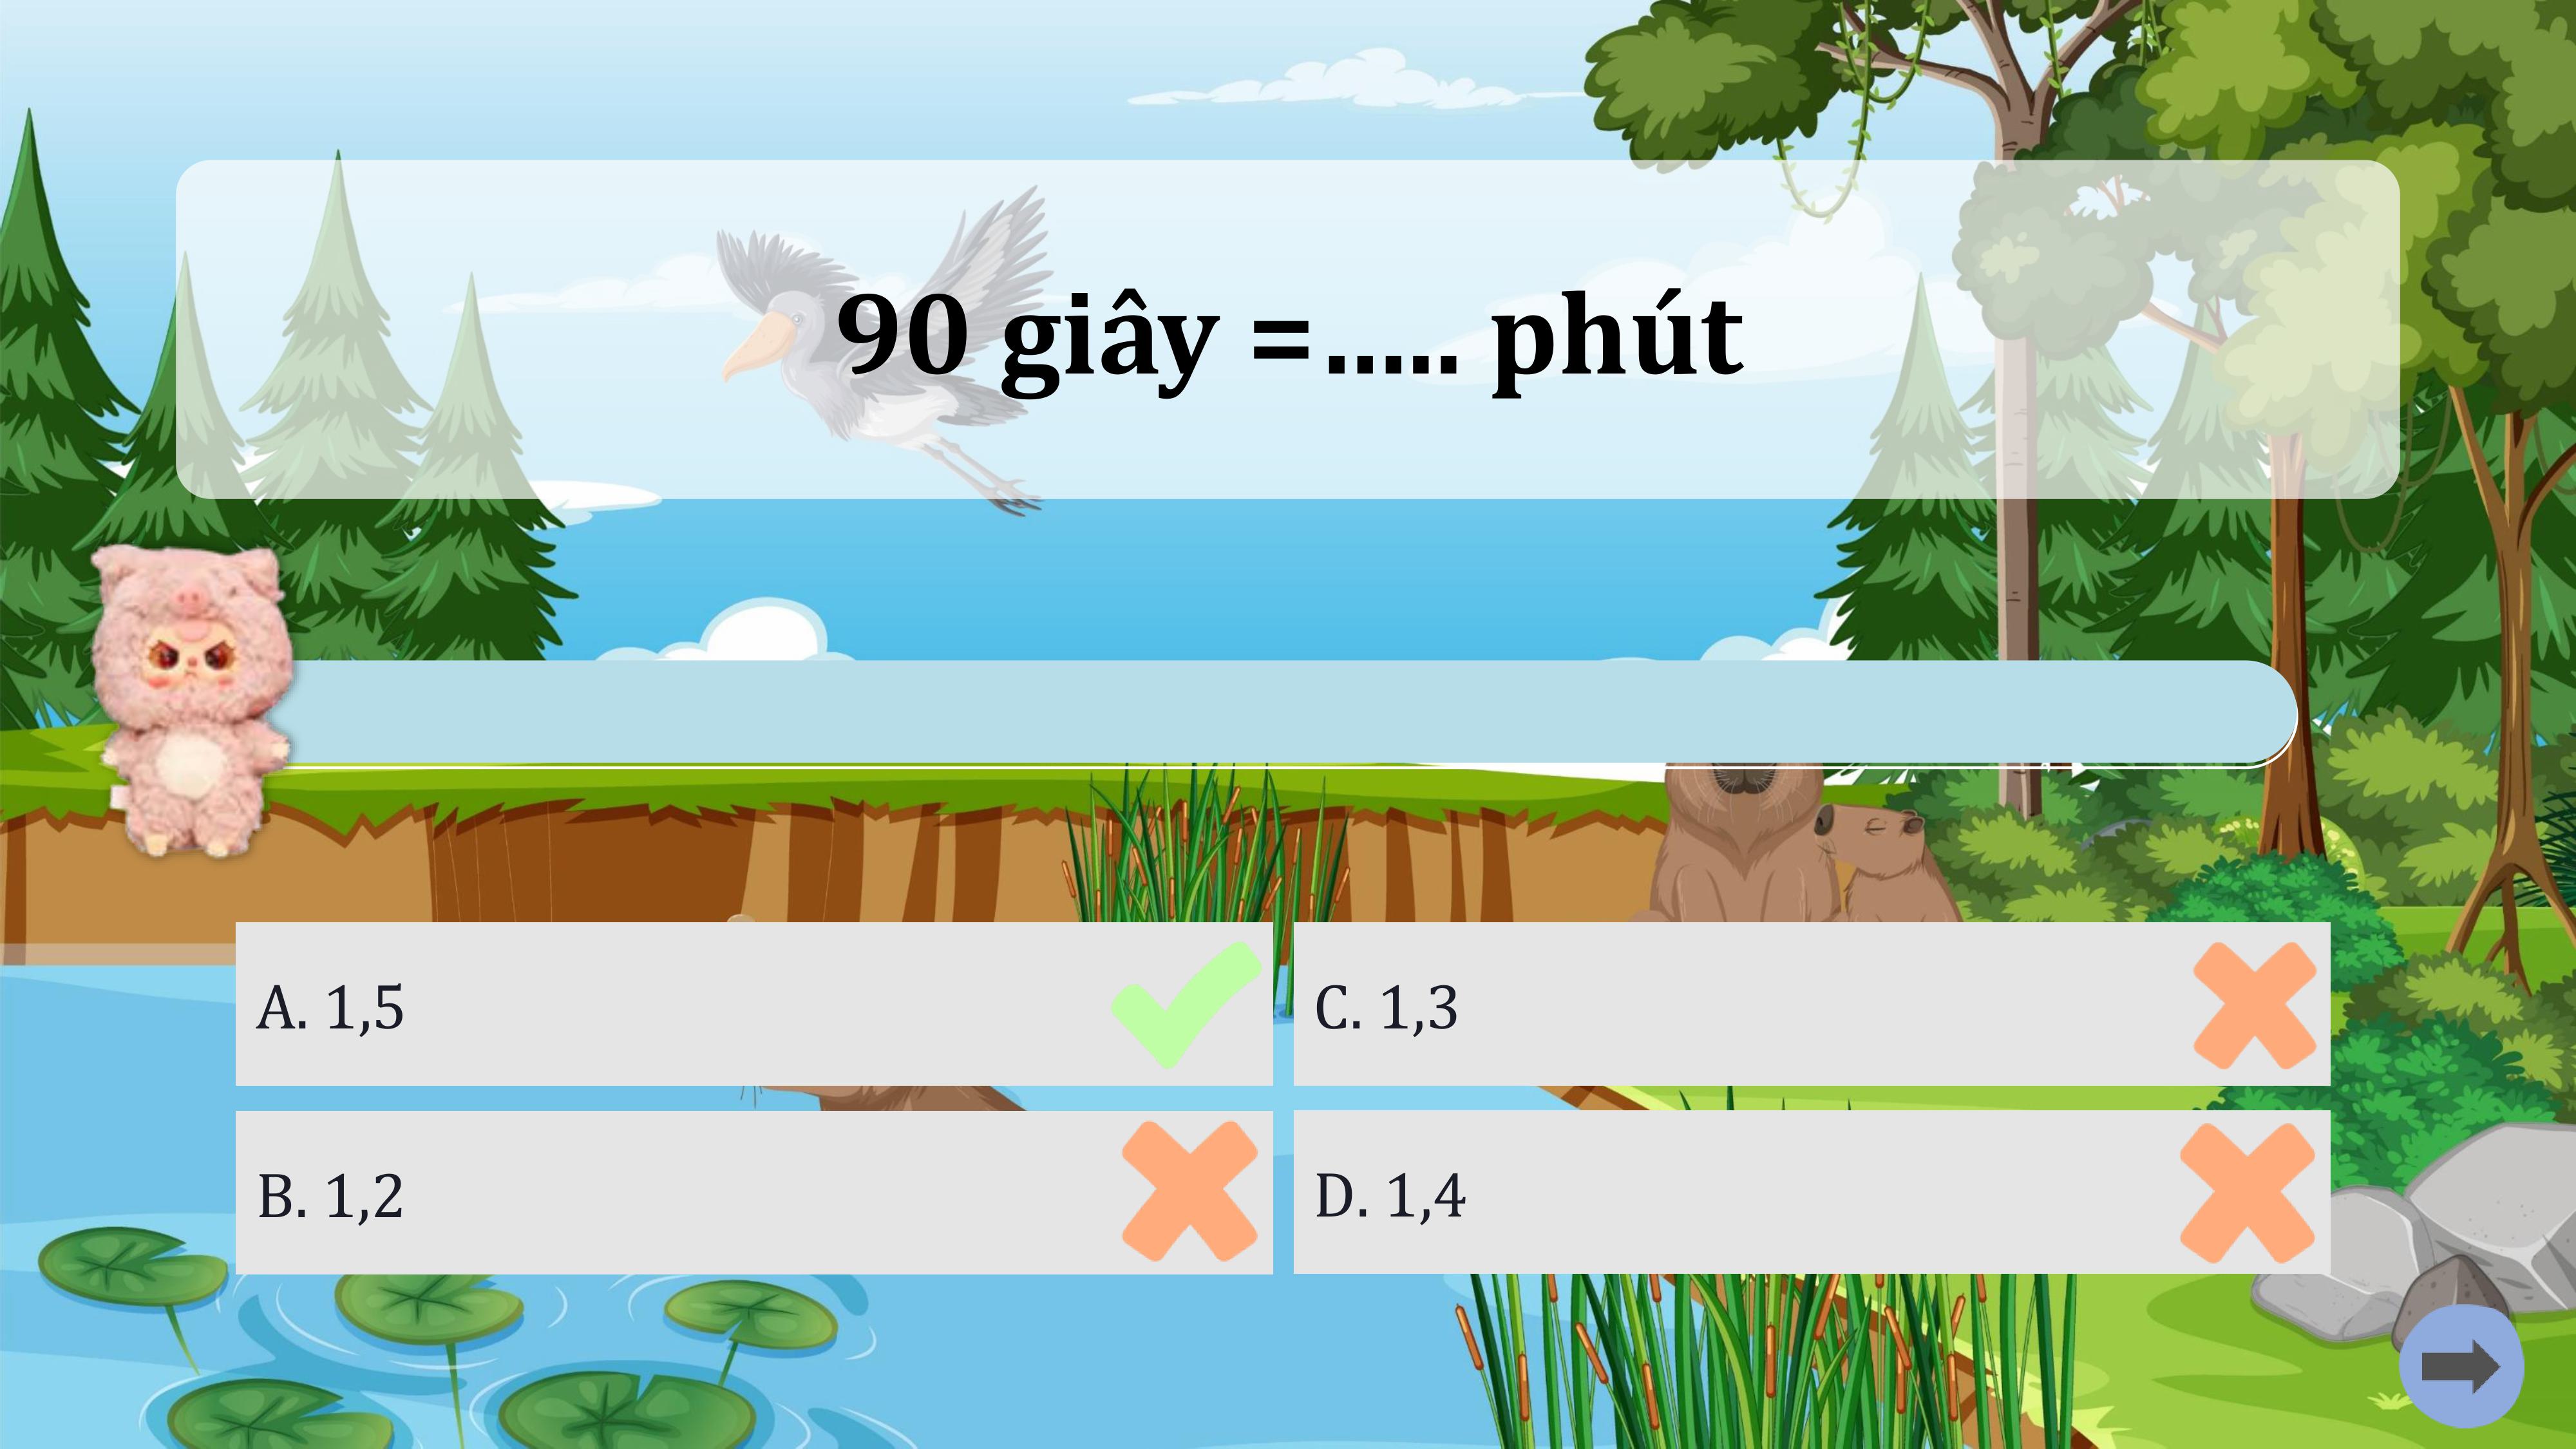 90 giây =..... phút
A. 1,5
C. 1,3
B. 1,2
D. 1,4